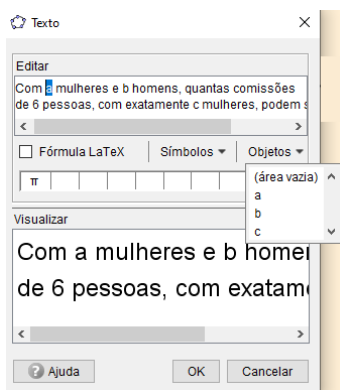 Texto
Editar
Com a mulheres e b homens, quantas comissões
de 6 pessoas, com exatamente c mulheres, podem s
Fórmula LaTeX Símbolos Objetos
π
(área vazia)
a
b
c
Visualizar
Com a mulheres e b homen
de 6 pessoas, com exatam
Ajuda OK Cancelar